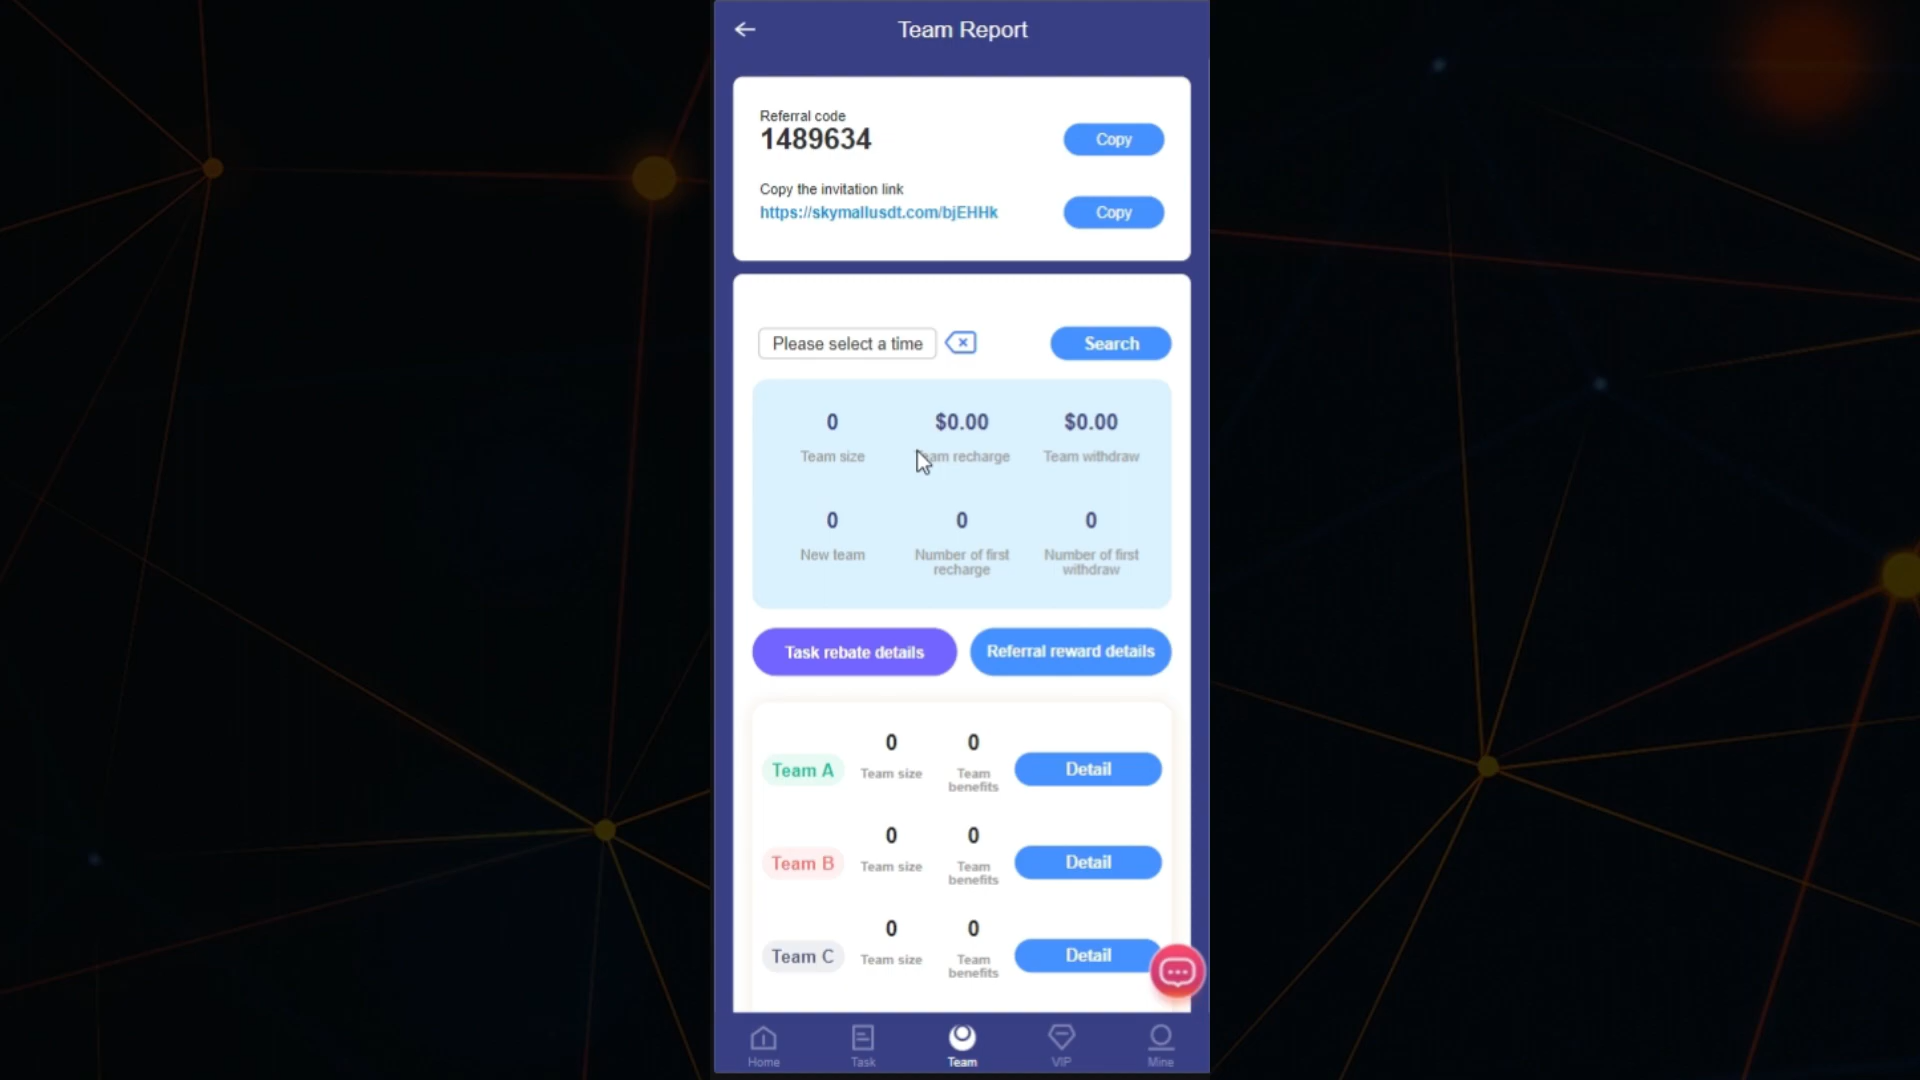 Team Report
Referral code
1489634
Copy
Copy the invitation link
https://skymallusdt.com/bjEHHk
Copy
Please select a time
Search
0
$0.00
$0.00
Team size
am recharge
Team withdraw
0
0
0
New team
Number of first
recharge
Number of first
withdraw
Task rebate details
Referral reward details
0
0
Team A
Team size
Team
benefits
Detail
0
0
Team B
Team size
Team
benefits
Detail
0
0
Team C
Team size
Team
benefits
Detail
Home
Task
Team
VIP
Mine